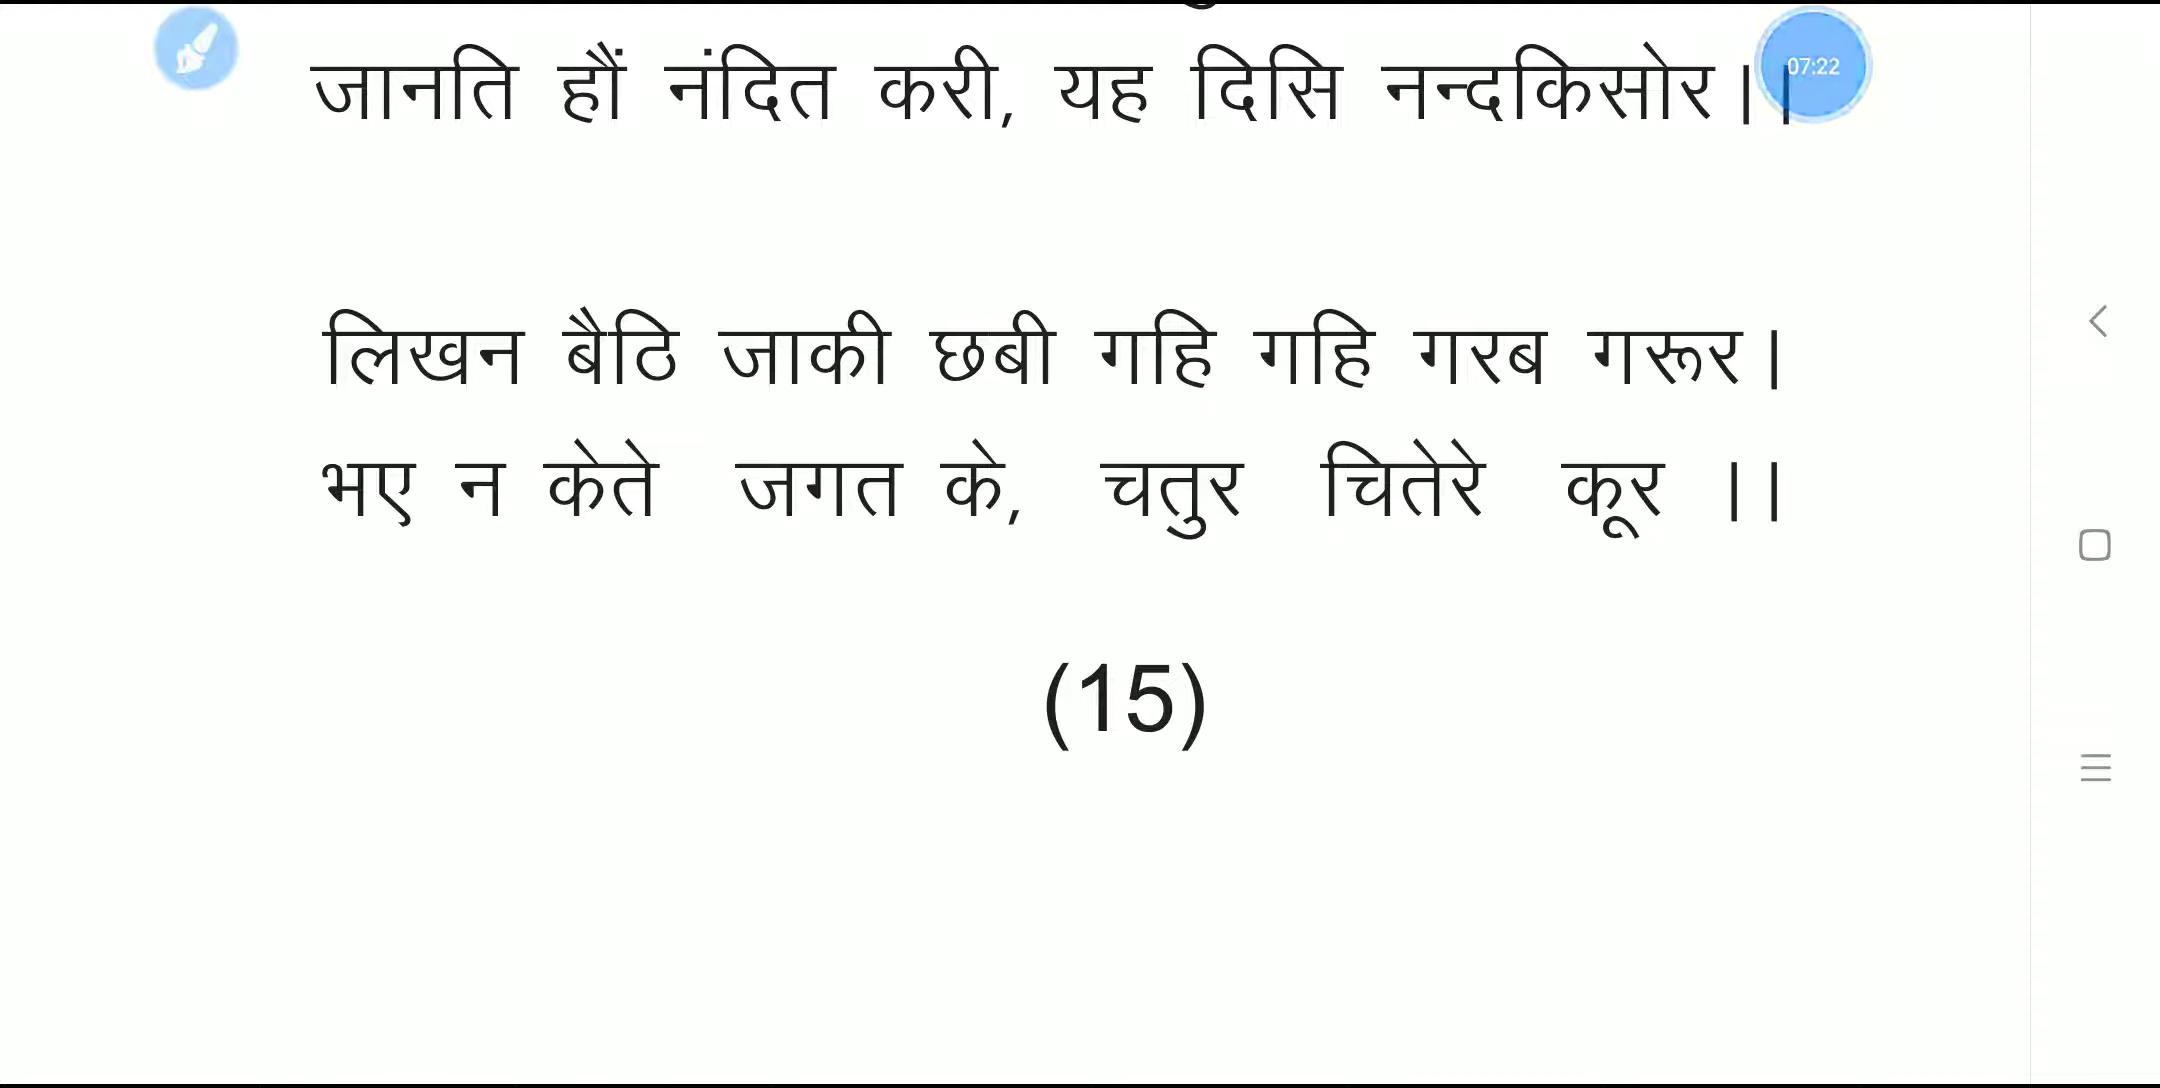 जानति हौं नंदित करी, यह दिसि नन्दकिसोर।।
07:22
लिखन बैठि जाकी छबी गहि गहि गरब गरूर।
भए न केते जगत के, चतुर चितेरे कूर ।।
(15)